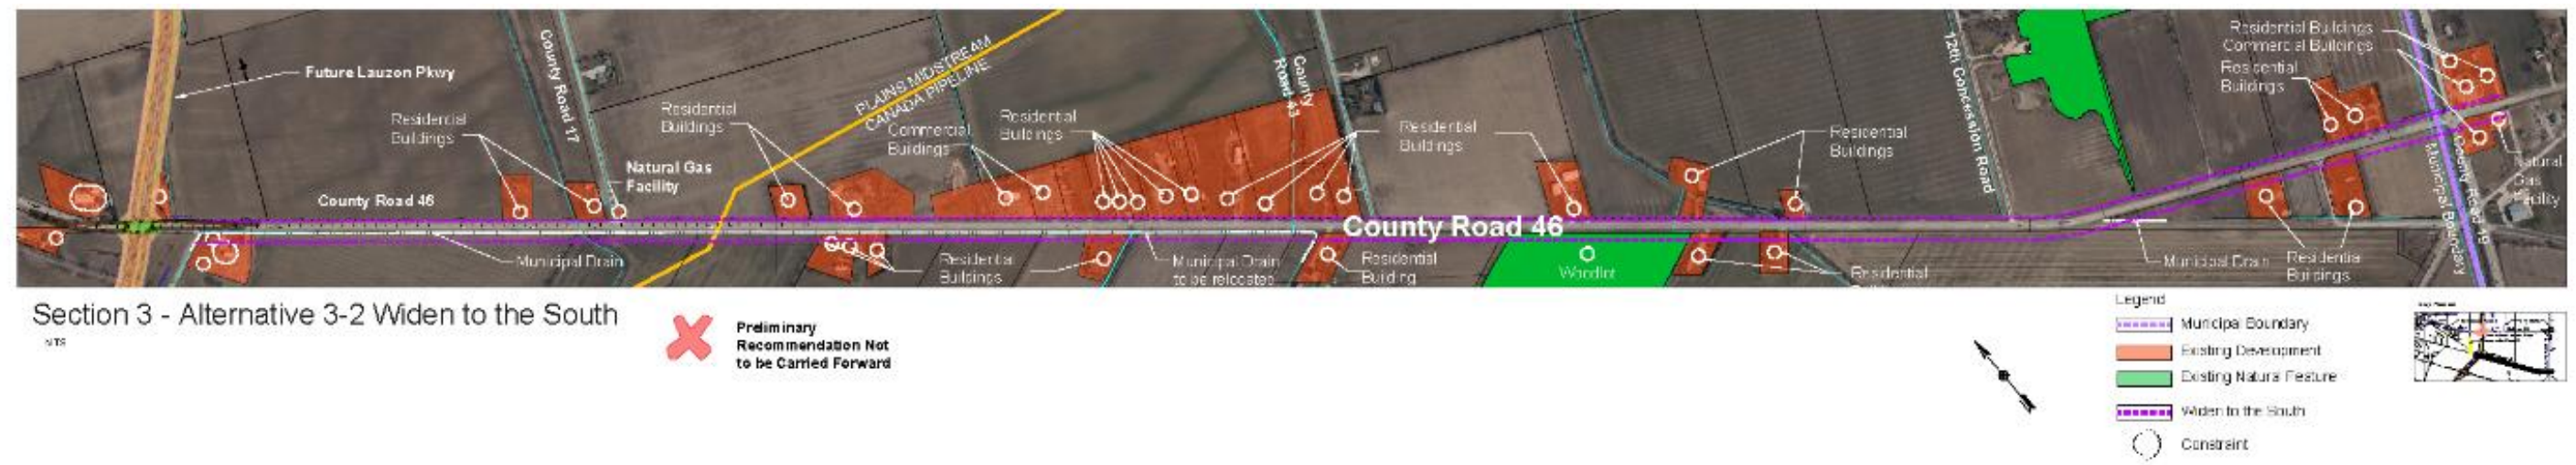 Future Lauzon Pkwy
County Road 17
PLAINS MIDSTREAM
CANADA PIPELINE
County
Road 43
12th Concession Road
Residential Buildings
Commercial Buildings
Residential
Buildings
Residential
Buildings
Residential
Buildings
Commercial
Buildings
Residential
Buildings
Residential
Buildings
Residential
Buildings
Natural Gas
Facility
Natural
Gas
Facility
County Road 46
County Road 46
Municipal Boundary
County Road 19
Municipal Drain
Residential
Buildings
Municipal Drain
to be relocated
Residential
Building
Woodlot
Residential
Municipal Drain
Residential
Buildings
Section 3 - Alternative 3-2 Widen to the South
NTS
Preliminary
Recommendation Not
to be Carried Forward
Legend
Municipal Boundary
Existing Development
Existing Natural Feature
Widen to the South
Constraint